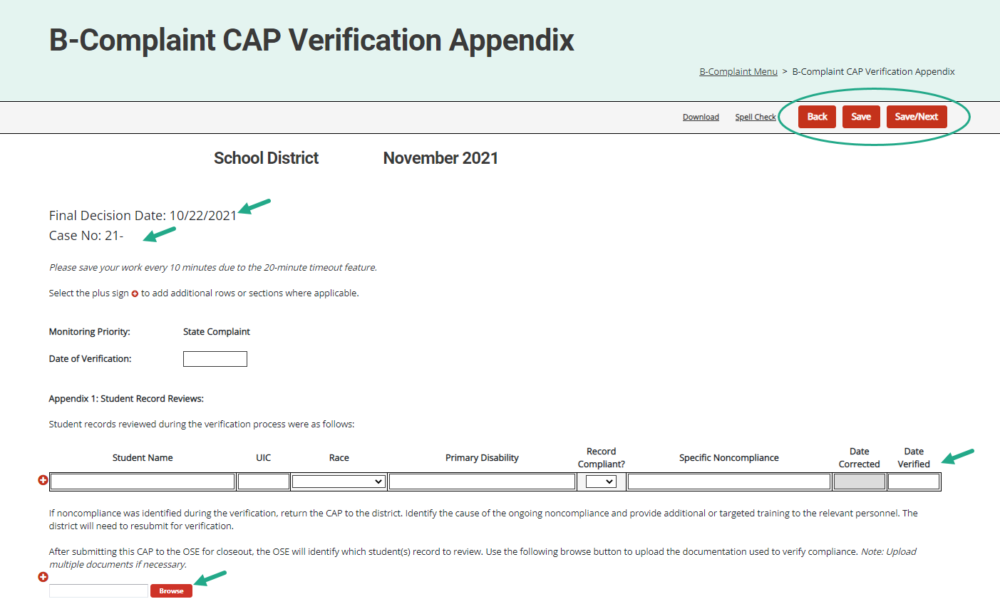 B-Complaint CAP Verification Appendix
B-Complaint Menu > B-Complaint CAP Verification Appendix
Download Spell Check Back Save Save/Next
School District November 2021
Final Decision Date: 10/22/2021
Case No: 21-
Please save your work every 10 minutes due to the 20-minute timeout feature.
Select the plus sign to add additional rows or sections where applicable.
Monitoring Priority: State Complaint
Date of Verification:
Appendix 1: Student Record Reviews:
Student records reviewed during the verification process were as follows:
Student Name UIC Race Primary Disability Record Compliant? Specific Noncompliance Date Corrected Date Verified
If noncompliance was identified during the verification, return the CAP to the district. Identify the cause of the ongoing noncompliance and provide additional or targeted training to the relevant personnel. The
district will need to resubmit for verification.
After submitting this CAP to the OSE for closeout, the OSE will identify which student(s) record to review. Use the following browse button to upload the documentation used to verify compliance. Note: Upload
multiple documents if necessary.
Browse